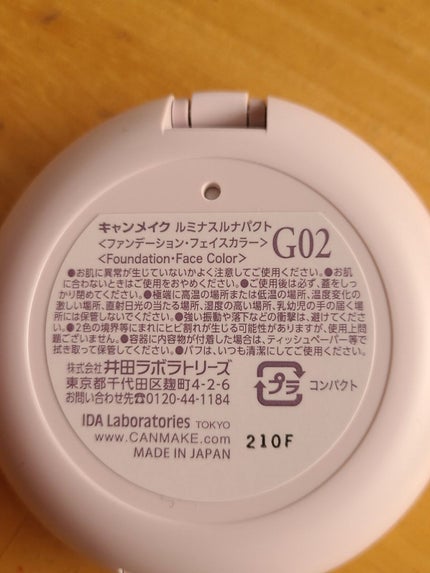 キャンメイク ルミナスルナパクト
<ファンデーション・フェイスカラー>
<Foundation・Face Color>
G02
●お肌に異常が生じていないかよく注意してご使用ください。●お肌
に合わないときはご使用をおやめください。●ご使用後は必ず、蓋をしっ
かり閉めてください。●極端に高温の場所または低温の場所、温度変化の
激しい場所、直射日光の当たる場所、湿度の高い場所、乳幼児の手の届く場
所には保管しないでください。●強い振動や落下などの衝撃は、避けてくださ
い。●2色の境界等にまれにヒビ割れが生じる可能性がありますが、使用上問
題ございません。●容器に内容物が付着した場合は、ティッシュペーパー等で
拭き取って保管してください。●パフは、いつも清潔にしてご使用ください。
株式会社 井田ラボラトリーズ
東京都千代田区麹町4-2-6
お問い合わせ先☎0120-44-1184
プラ コンパクト
IDA Laboratories TOKYO
www.CANMAKE.com
MADE IN JAPAN
210F